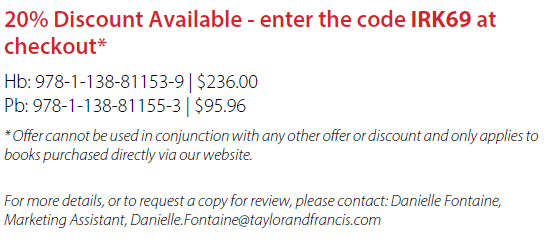 20% Discount Available - enter the code IRK69 at
checkout*
Hb: 978-1-138-81153-9 | $236.00
Pb: 978-1-138-81155-3 | $95.96
* Offer cannot be used in conjunction with any other offer or discount and only applies to
books purchased directly via our website.
For more details, or to request a copy for review, please contact: Danielle Fontaine,
Marketing Assistant, Danielle.Fontaine@taylorandfrancis.com